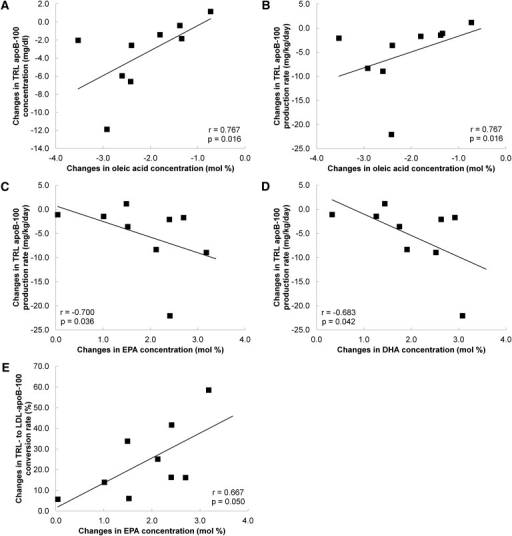 A
Changes in TRL apoB-100
concentration (mg/dl)
2.0
0.0
-2.0
-4.0
-6.0
-8.0
-10.0
-12.0
-14.0
r = 0.767
p = 0.016
-4.0 -3.0 -2.0 -1.0 0.0
Changes in oleic acid concentration (mol %)
B
Changes in TRL apoB-100
production rate (mg/kg/day)
5.0
0.0
-5.0
-10.0
-15.0
-20.0
-25.0
r = 0.767
p = 0.016
-4.0 -3.0 -2.0 -1.0 0.0
Changes in oleic acid concentration (mol %)
C
Changes in TRL apoB-100
production rate (mg/kg/day)
5.0
0.0
-5.0
-10.0
-15.0
-20.0
-25.0
r = -0.700
p = 0.036
0.0 1.0 2.0 3.0 4.0
Changes in EPA concentration (mol %)
D
Changes in TRL apoB-100
production rate (mg/kg/day)
5.0
0.0
-5.0
-10.0
-15.0
-20.0
-25.0
r = -0.683
p = 0.042
0.0 1.0 2.0 3.0 4.0
Changes in DHA concentration (mol %)
E
Changes in TRL- to LDL-apoB-100
conversion rate (%)
70.0
60.0
50.0
40.0
30.0
20.0
10.0
0.0
r = 0.667
p = 0.050
0.0 1.0 2.0 3.0 4.0
Changes in EPA concentration (mol %)